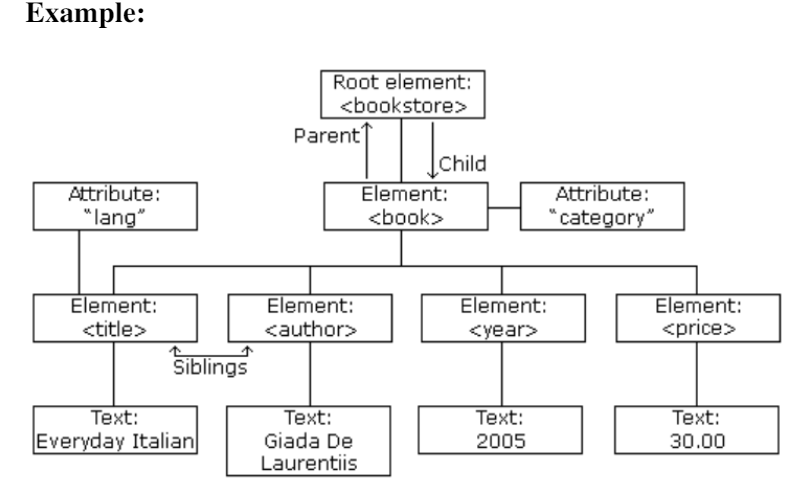 Example:
Root element:
<bookstore>
Parent
Child
Attribute:
"lang"
Element:
<book>
Attribute:
"category"
Element:
<title>
Element:
<author>
Element:
<year>
Element:
<price>
Siblings
Text:
Everyday Italian
Text:
Giada De
Laurentiis
Text:
2005
Text:
30.00